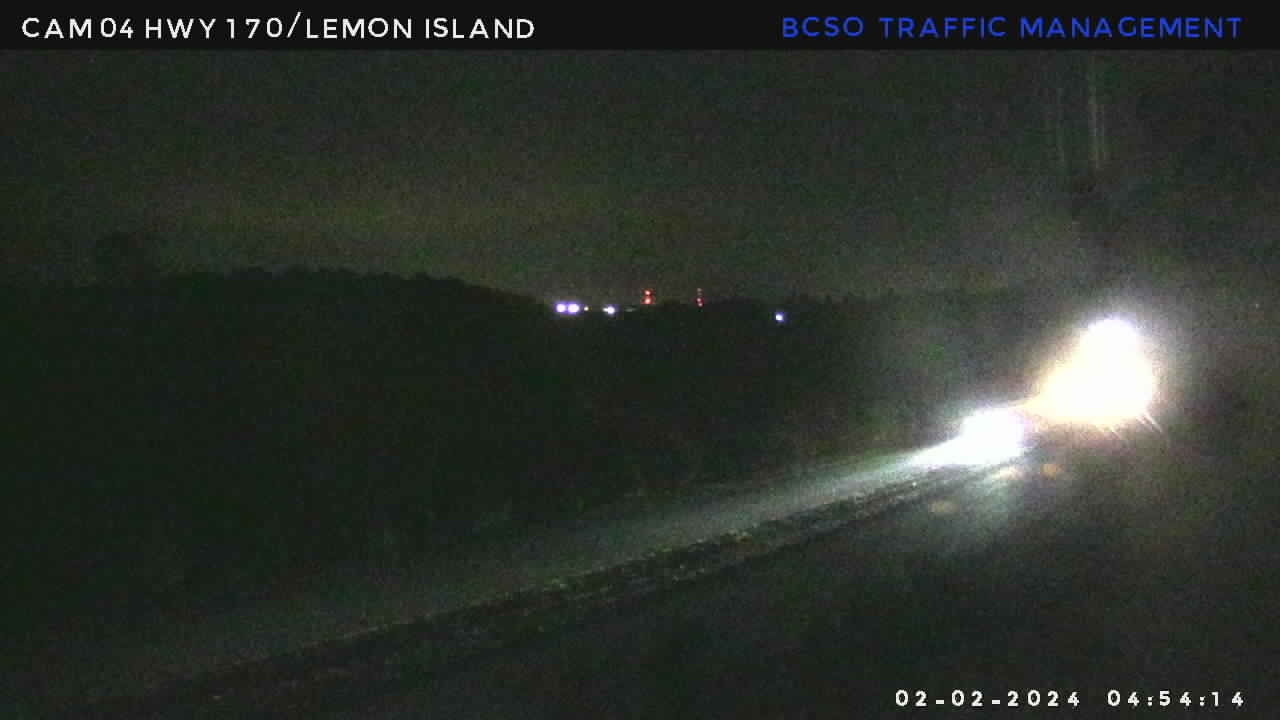 CAM04 HWY 170/LEMON ISLAND
BCSO TRAFFIC MANAGEMENT
02-02-2024 04:54:14